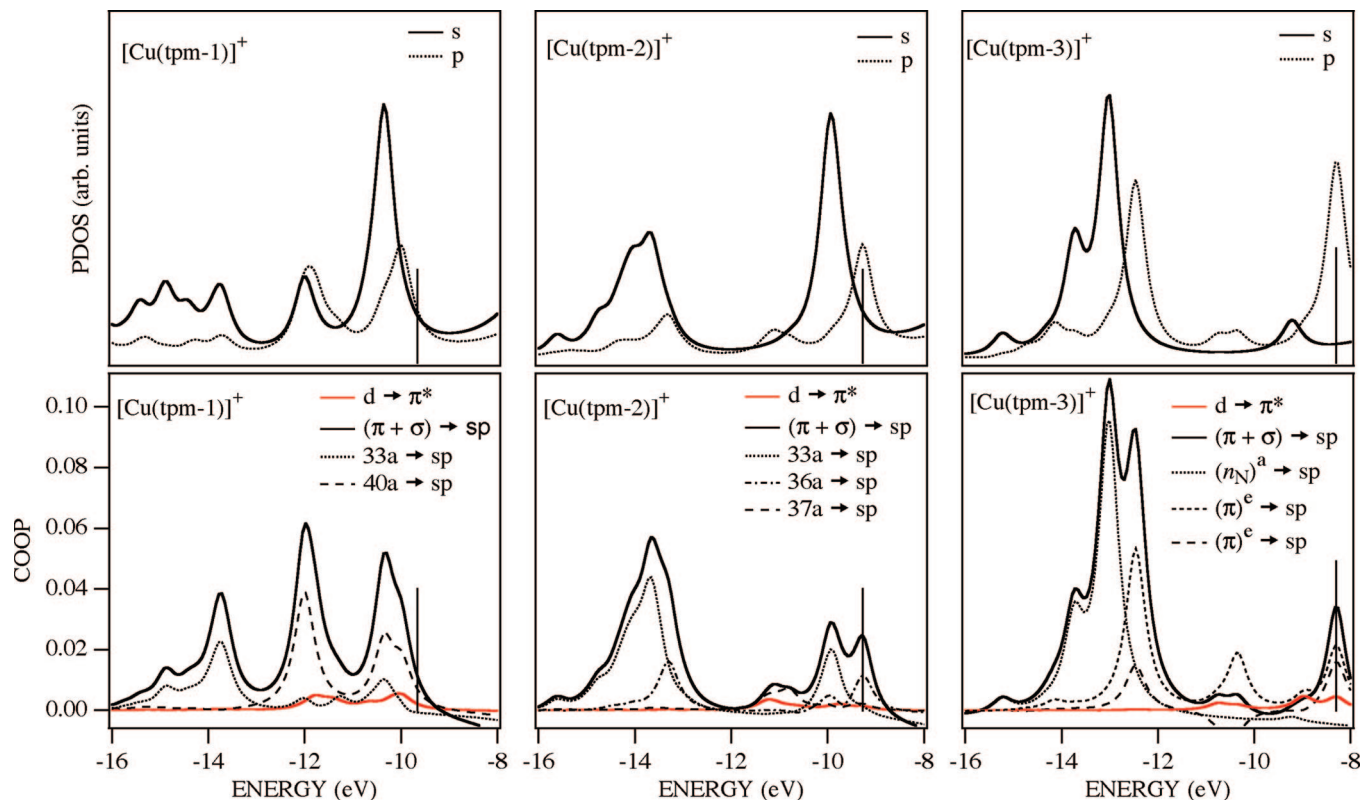 [Cu(tpm-1)]⁺
s
p
[Cu(tpm-2)]⁺
s
p
[Cu(tpm-3)]⁺
s
p
PDOS (arb. units)
[Cu(tpm-1)]⁺
d → π*
(π + σ) → sp
33a → sp
40a → sp
[Cu(tpm-2)]⁺
d → π*
(π + σ) → sp
33a → sp
36a → sp
37a → sp
[Cu(tpm-3)]⁺
d → π*
(π + σ) → sp
(n_N)ᵃ → sp
(π)ᵉ → sp
(π)ᵉ → sp
COOP
0.10
0.08
0.06
0.04
0.02
0.00
-16 -14 -12 -10 -8
-16 -14 -12 -10 -8
-16 -14 -12 -10 -8
ENERGY (eV)
ENERGY (eV)
ENERGY (eV)